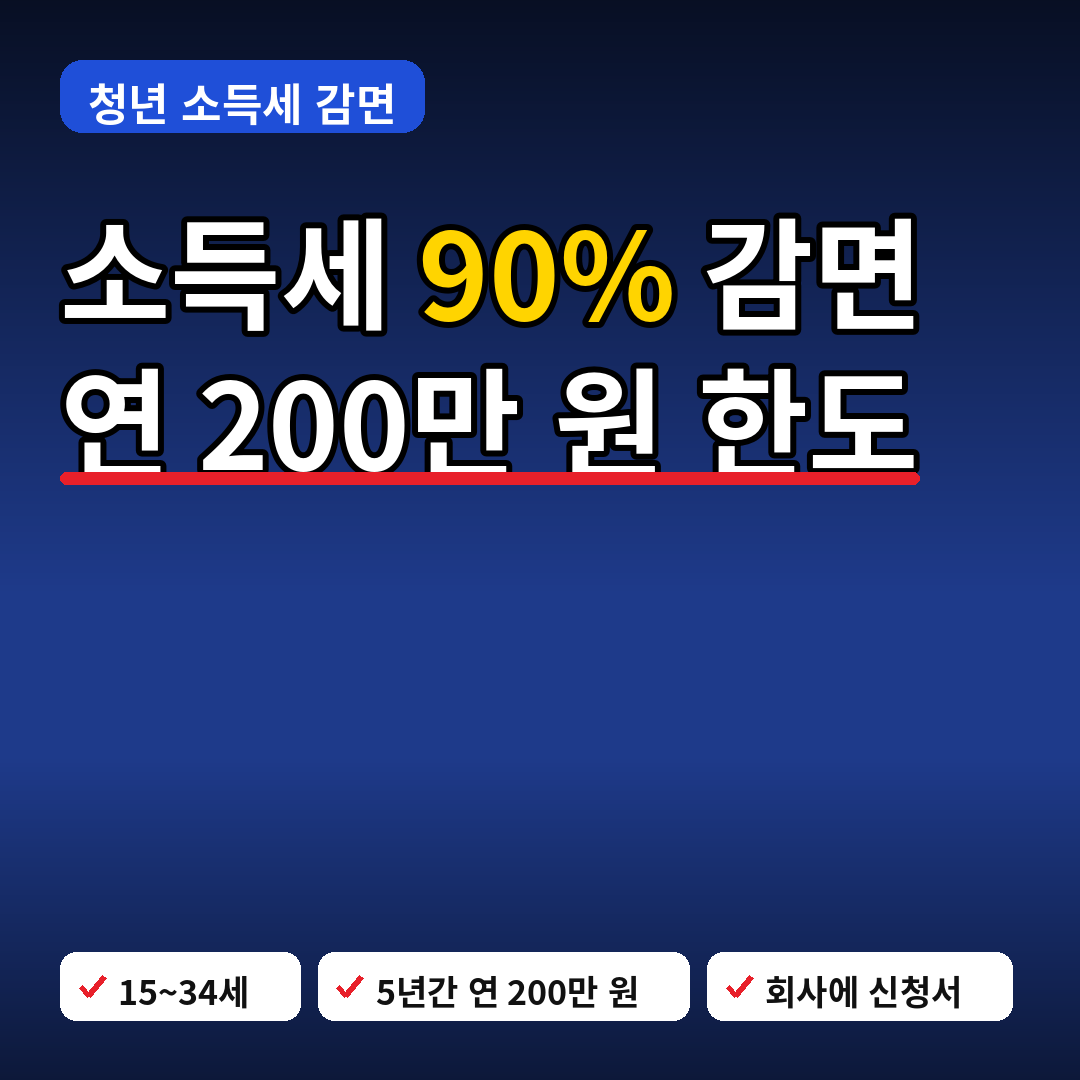 청년 소득세 감면
소득세 90% 감면
연 200만 원 한도
15~34세
5년간 연 200만 원
회사에 신청서